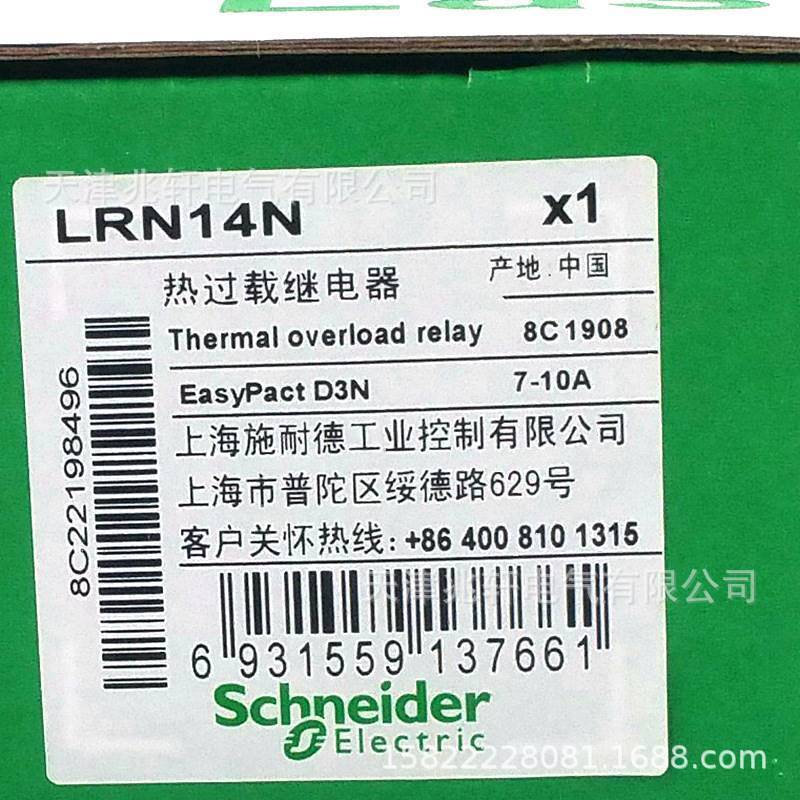 天津兆轩电气有限公司
LRN14N x1
热过载继电器 产地:中国
Thermal overload relay 8C1908
EasyPact D3N 7-10A
上海施耐德工业控制有限公司
上海市普陀区绥德路629号
客户关怀热线: +86 400 810 1315
8C22198496
天津兆轩电气有限公司
6 931559 137661
Schneider
Electric
15822228081.1688.com